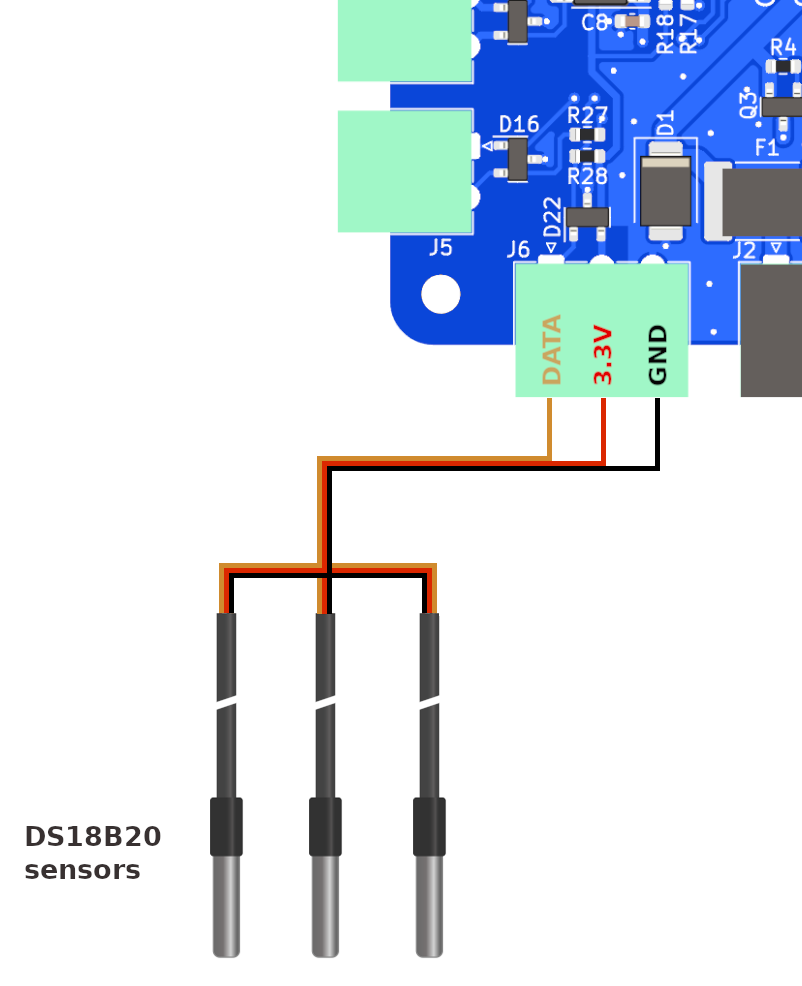 C8
R18
R17
R4
D16
R27
D1
Q3
F1
R28
D22
J5
J6
J2
DATA
3.3V
GND
DS18B20
sensors